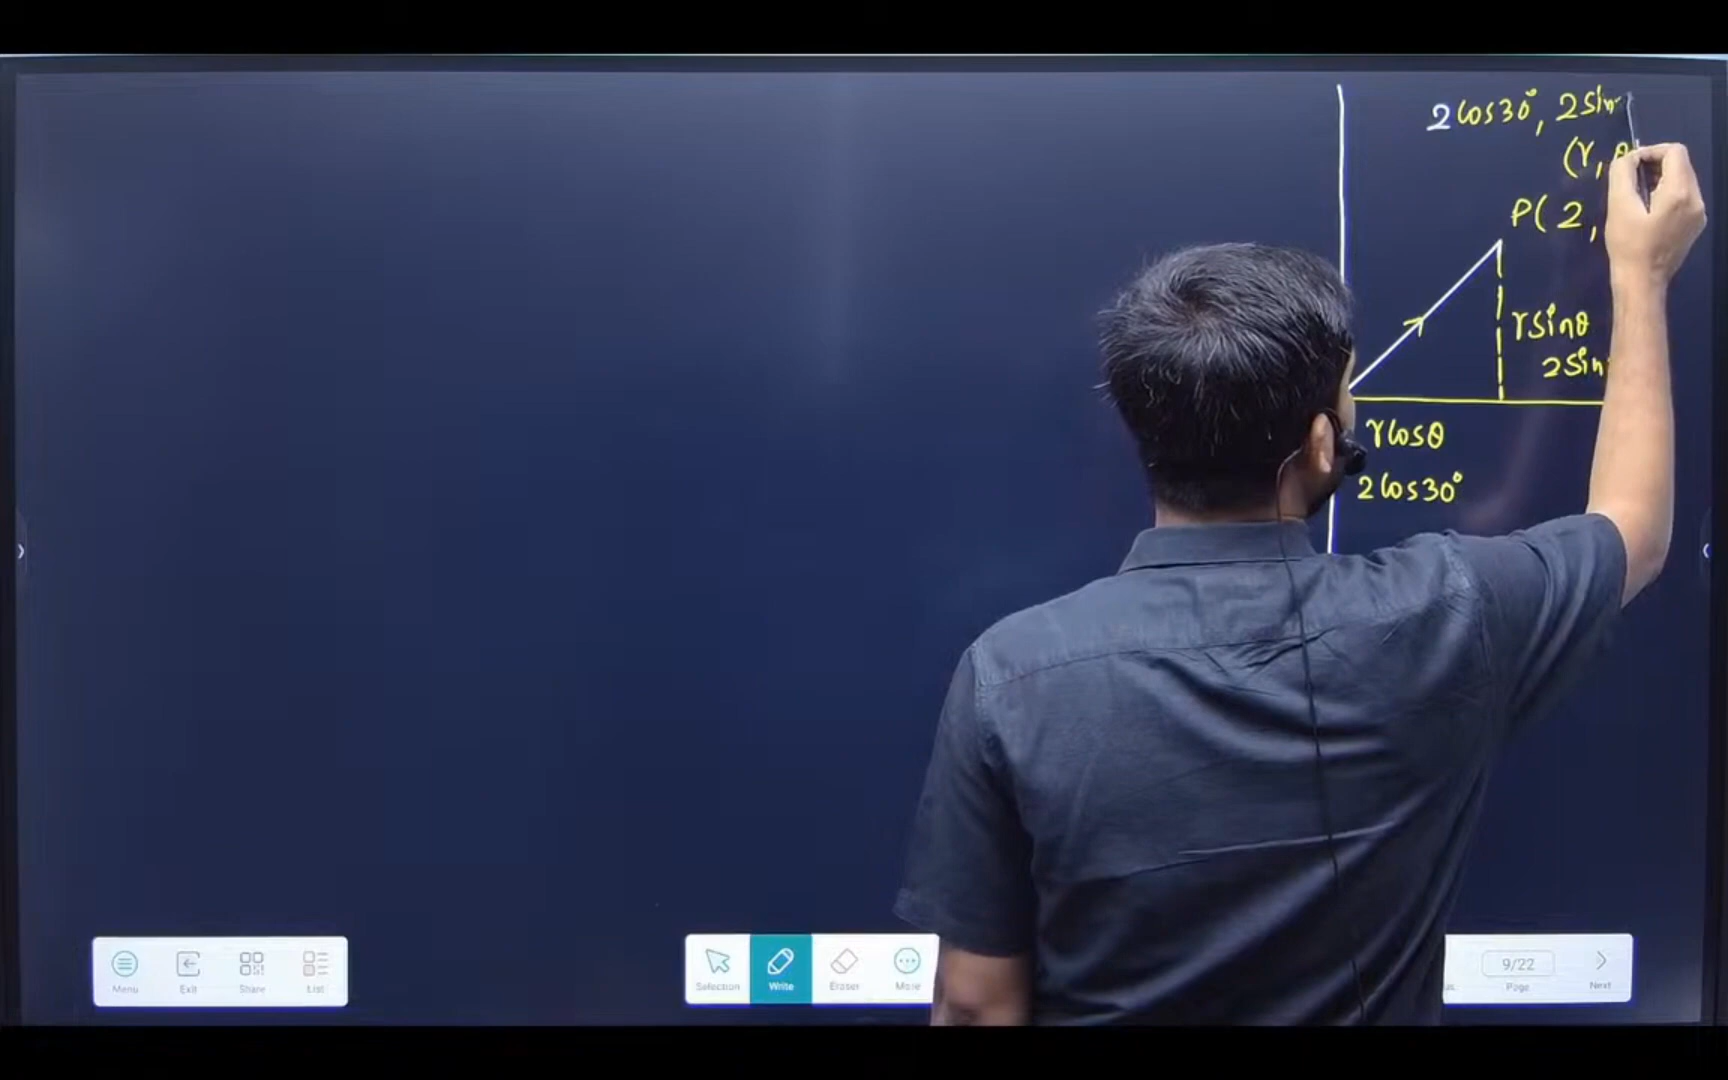 2cos30°, 2sin
(r, θ
P( 2,
rsinθ
2sin
rcosθ
2cos30°
Menu
Exit
Share
List
Selection
Write
Eraser
More
9/22
Page
Next